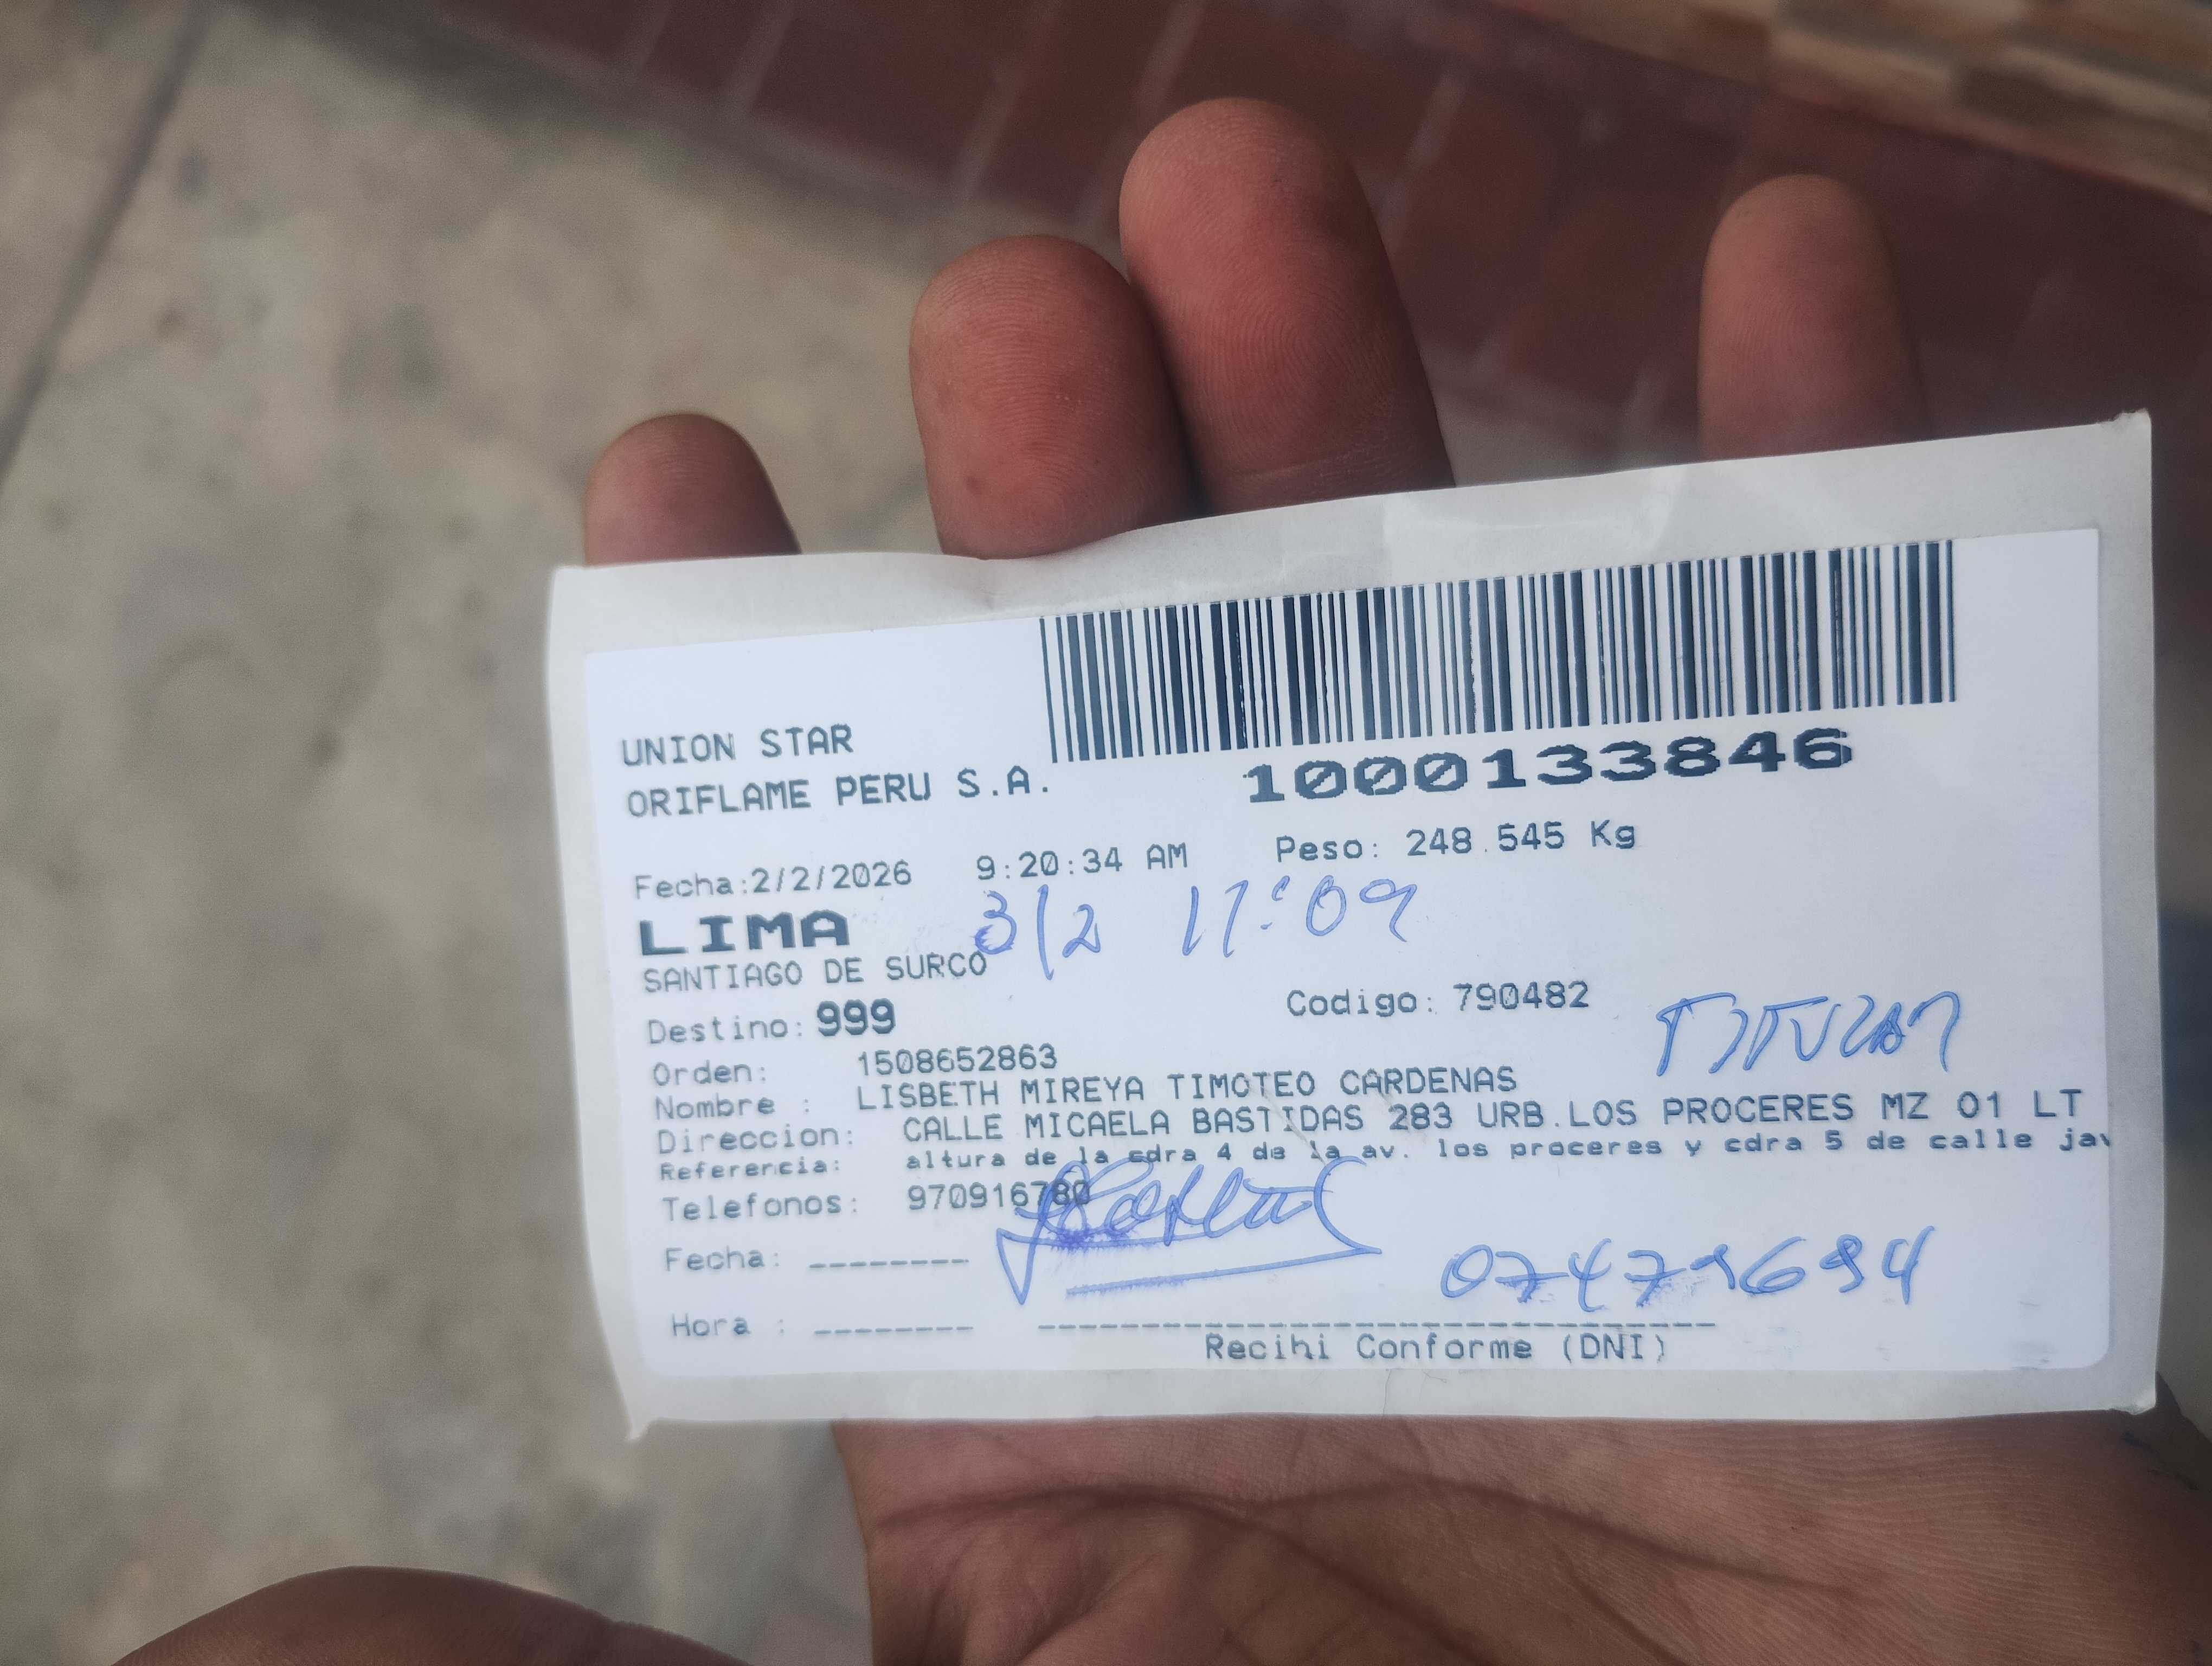 UNION STAR
ORIFLAME PERU S.A.
1000133846
Fecha:2/2/2026 9:20:34 AM Peso: 248.545 Kg
LIMA 3/2 17:09
SANTIAGO DE SURCO
Destino: 999 Codigo: 790482 TITULAR
Orden: 1508652863
Nombre : LISBETH MIREYA TIMOTEO CARDENAS
Direccion: CALLE MICAELA BASTIDAS 283 URB.LOS PROCERES MZ 01 LT
Referencia: altura de la cdra 4 de la av. los proceres y cdra 5 de calle jav
Telefonos: 970916780
Fecha: --------
Hora : --------
Recibi Conforme (DNI)